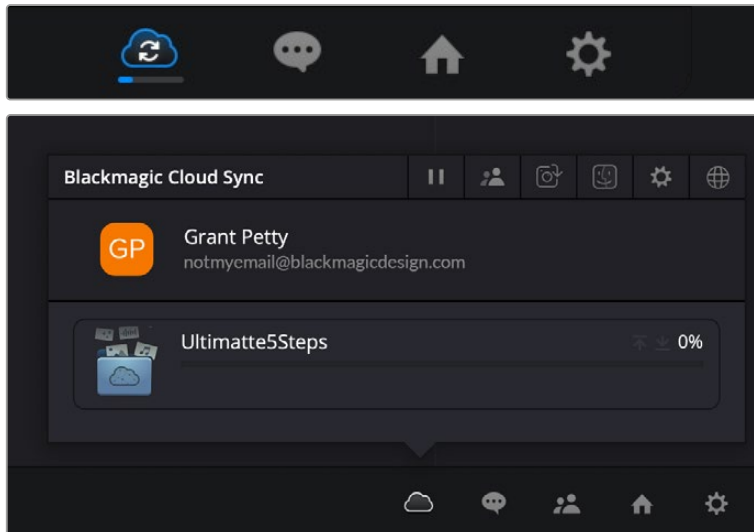 Blackmagic Cloud Sync
GP
Grant Petty
notmyemail@blackmagicdesign.com
Ultimatte5Steps
0%